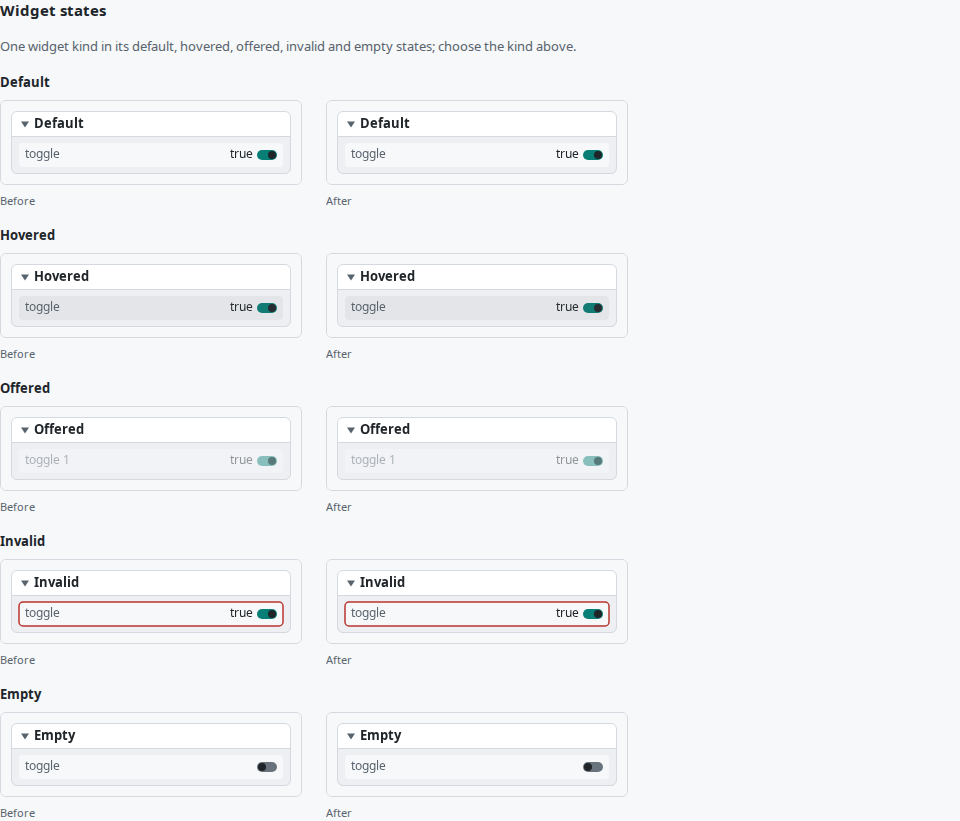 Widget states
One widget kind in its default, hovered, offered, invalid and empty states; choose the kind above.
Default
Default
Default
toggle true
toggle true
Before
After
Hovered
Hovered
Hovered
toggle true
toggle true
Before
After
Offered
Offered
Offered
toggle 1 true
toggle 1 true
Before
After
Invalid
Invalid
Invalid
toggle true
toggle true
Before
After
Empty
Empty
Empty
toggle
toggle
Before
After